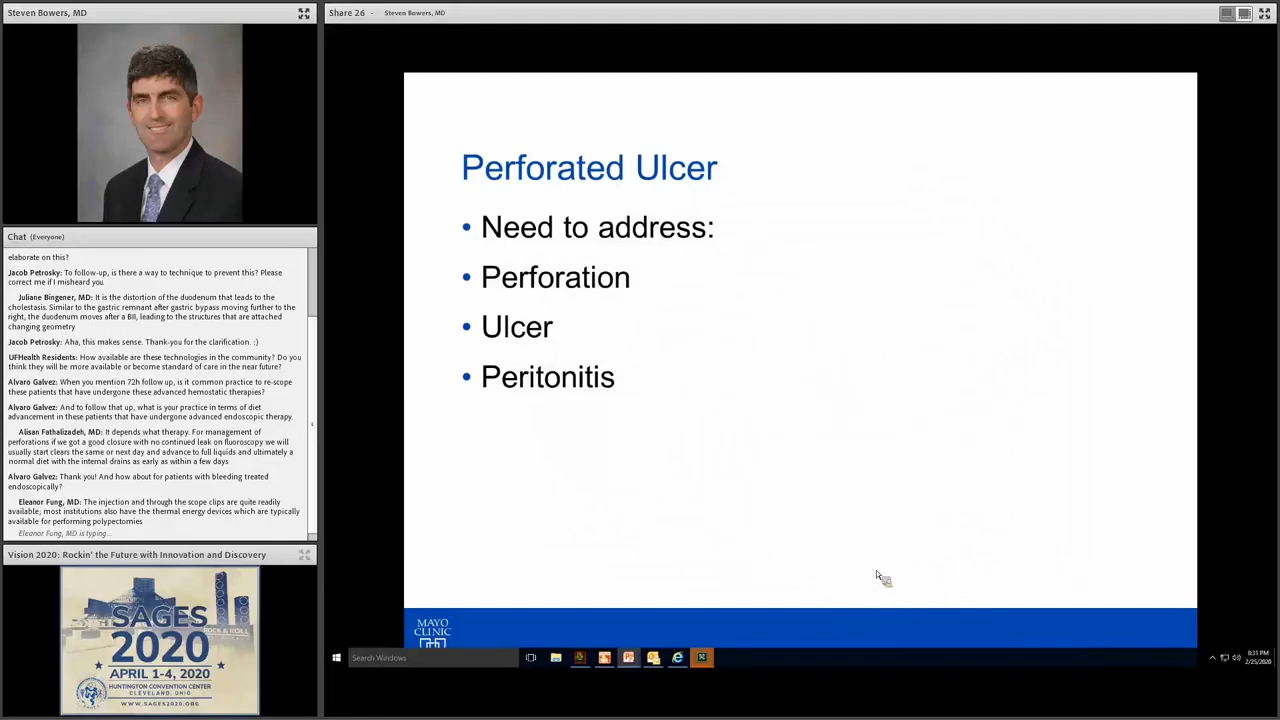 Steven Bowers, MD
Share 26 - Steven Bowers, MD
Perforated Ulcer
• Need to address:
• Perforation
• Ulcer
• Peritonitis
MAYO
CLINIC
Chat (Everyone)
elaborate on this?
Jacob Petrosky: To follow-up, is there a way to technique to prevent this? Please
correct me if I misheard you.
Juliane Bingener, MD: It is the distortion of the duodenum that leads to the
cholestasis. Similar to the gastric remnant after gastric bypass moving further to the
right, the duodenum moves after a BII, leading to the structures that are attached
changing geometry
Jacob Petrosky: Aha, this makes sense. Thank-you for the clarification. :)
UFHealth Residents: How available are these technologies in the community? Do you
think they will be more available or become standard of care in the near future?
Alvaro Galvez: When you mention 72h follow up, is it common practice to re-scope
these patients that have undergone these advanced hemostatic therapies?
Alvaro Galvez: And to follow that up, what is your practice in terms of diet
advancement in these patients that have undergone advanced endoscopic therapy.
Alisan Fathalizadeh, MD: It depends what therapy. For management of
perforations if we got a good closure with no continued leak on fluoroscopy we will
usually start clears the same or next day and advance to full liquids and ultimately a
normal diet with the internal drains as early as within a few days
Alvaro Galvez: Thank you! And how about for patients with bleeding treated
endoscopically?
Eleanor Fung, MD: The injection and through the scope clips are quite readily
available; most institutions also have the thermal energy devices which are typically
available for performing polypectomies
Eleanor Fung, MD is typing...
Vision 2020: Rockin' the Future with Innovation and Discovery
SAGES
2020
ROCK & ROLL
APRIL 1-4, 2020
HUNTINGTON CONVENTION CENTER
CLEVELAND, OHIO
WWW.SAGES2020.ORG
Search Windows
8:31 PM
2/25/2020